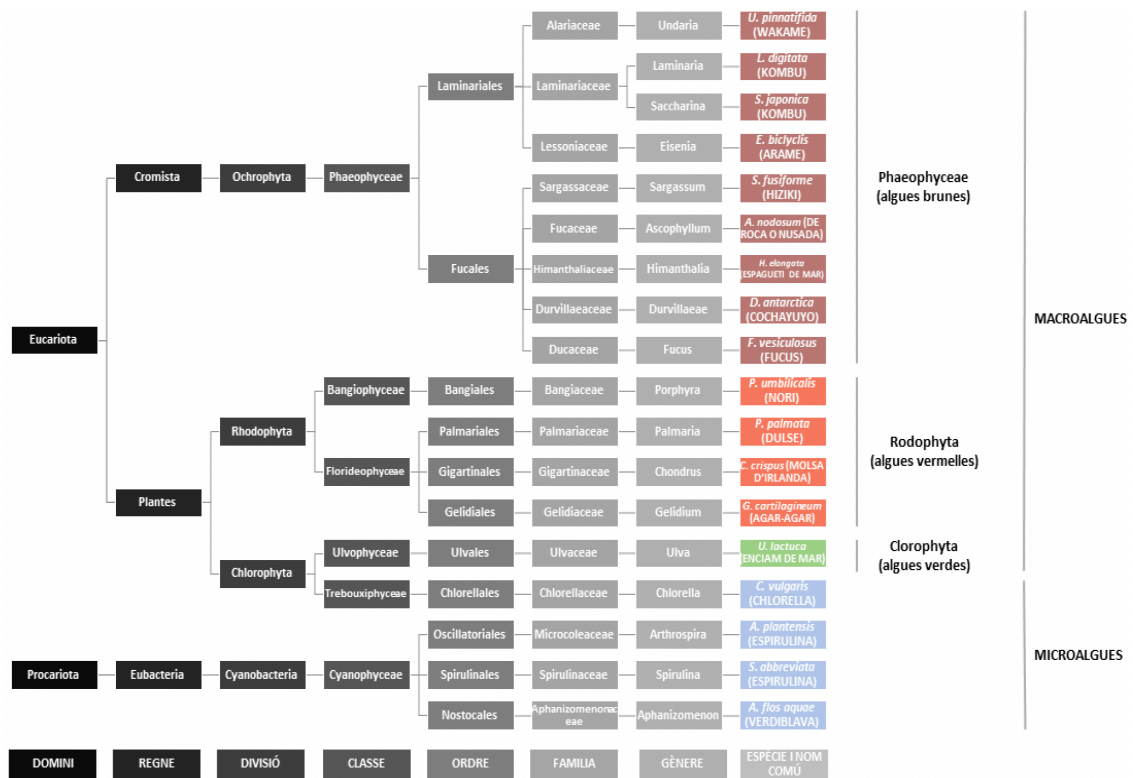 Alariaceae
Undaria
U. pinnatifida
(WAKAME)
Laminariales
Laminariaceae
Laminaria
L. digitata
(KOMBU)
Saccharina
S. japonica
(KOMBU)
Lessoniaceae
Eisenia
E. biclyclis
(ARAME)
Cromista
Ochrophyta
Phaeophyceae
Sargassaceae
Sargassum
S. fusiforme
(HIZIKI)
Phaeophyceae
(algues brunes)
Fucaceae
Ascophyllum
A. nodosum (DE
ROCA O NUSADA)
Fucales
Himanthaliaceae
Himanthalia
H. elongata
(ESPAGUETI DE MAR)
Durvillaeaceae
Durvillaeae
D. antarctica
(COCHAYUYO)
Eucariota
MACROALGUES
Ducaceae
Fucus
F. vesiculosus
(FUCUS)
Bangiophyceae
Bangiales
Bangiaceae
Porphyra
P. umbilicalis
(NORI)
Rhodophyta
Palmariales
Palmariaceae
Palmaria
P. palmata
(DULSE)
Rodophyta
(algues vermelles)
Florideophyceae
Gigartinales
Gigartinaceae
Chondrus
C. crispus (MOLSA
D'IRLANDA)
Plantes
Gelidiales
Gelidiaceae
Gelidium
G. cartilagineum
(AGAR-AGAR)
Ulvophyceae
Ulvales
Ulvaceae
Ulva
U. lactuca
(ENCIAM DE MAR)
Clorophyta
(algues verdes)
Chlorophyta
Trebouxiphyceae
Chlorellales
Chlorellaceae
Chlorella
C. vulgaris
(CHLORELLA)
Oscillatoriales
Microcoleaceae
Arthrospira
A. plantensis
(ESPIRULINA)
MICROALGUES
Procariota
Eubacteria
Cyanobacteria
Cyanophyceae
Spirulinales
Spirulinaceae
Spirulina
S. abbreviata
(ESPIRULINA)
Nostocales
Aphanizomenonac
eae
Aphanizomenon
A. flos aquae
(VERDIBLAVA)
DOMINI
REGNE
DIVISIÓ
CLASSE
ORDRE
FAMILIA
GÈNERE
ESPÈCIE I NOM
COMÚ